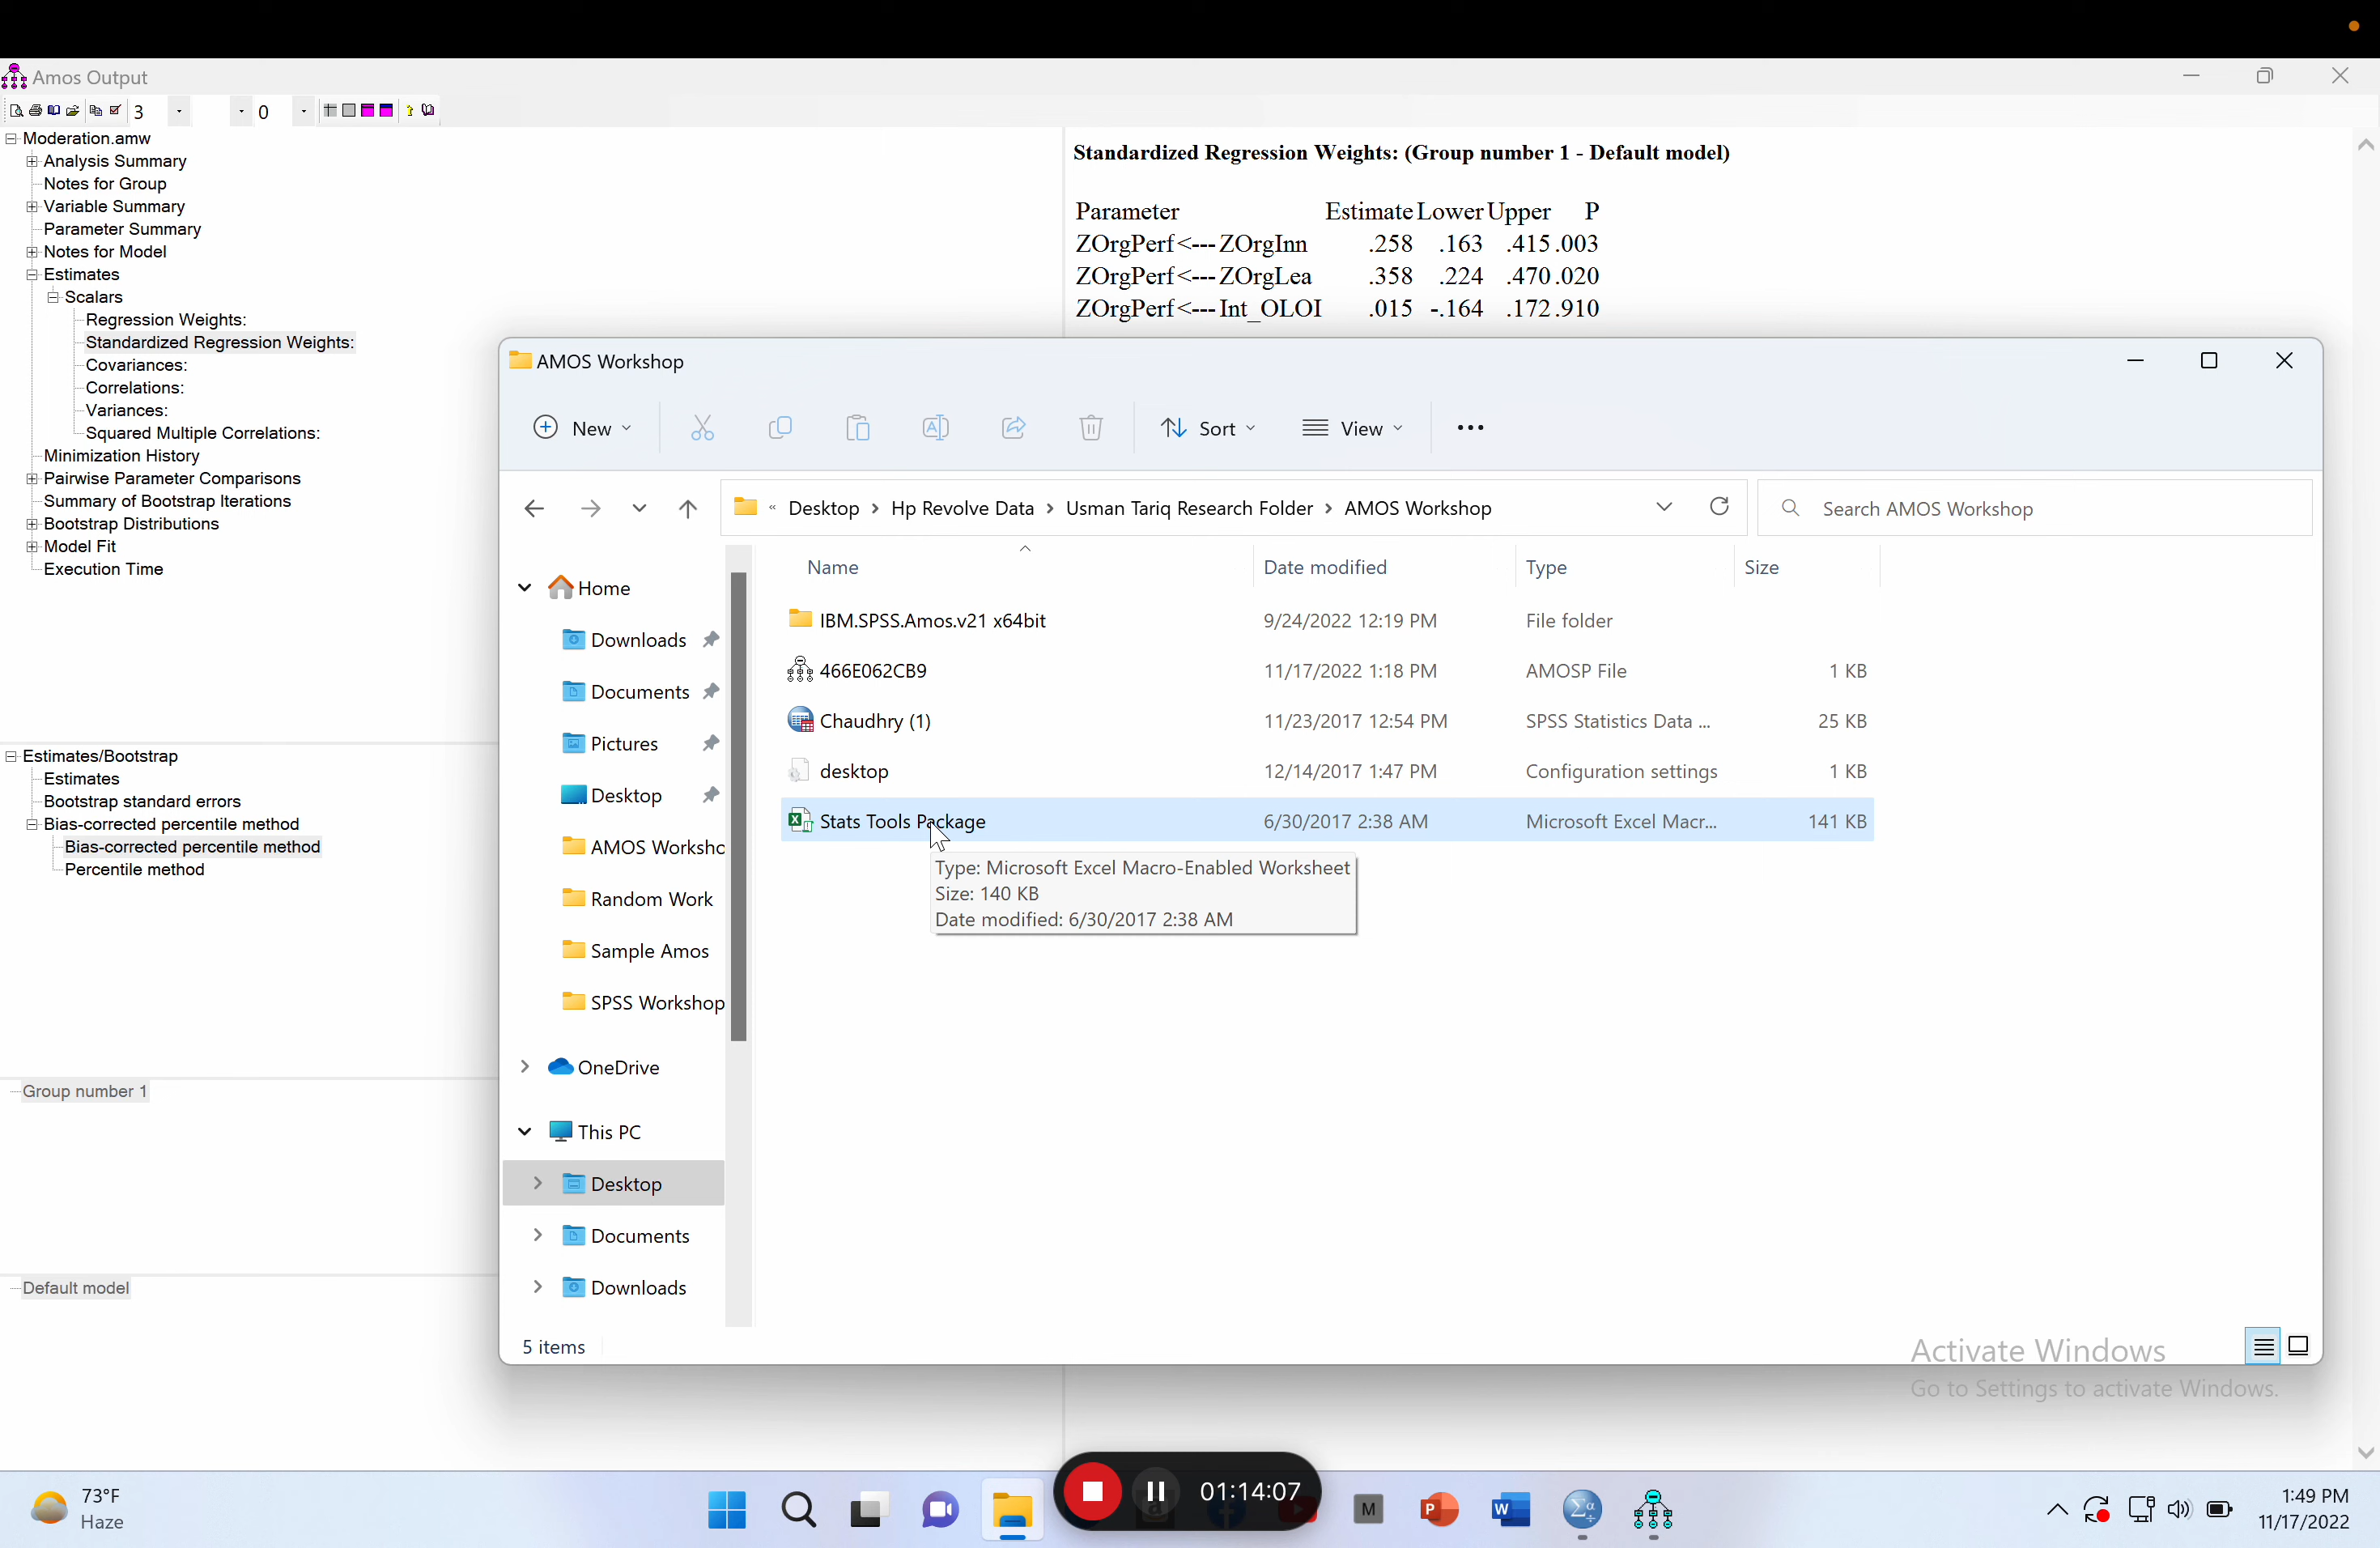 Amos Output
3
0
Moderation.amw
Analysis Summary
Notes for Group
Variable Summary
Parameter Summary
Notes for Model
Estimates
Scalars
Regression Weights:
Standardized Regression Weights:
Covariances:
Correlations:
Variances:
Squared Multiple Correlations:
Minimization History
Pairwise Parameter Comparisons
Summary of Bootstrap Iterations
Bootstrap Distributions
Model Fit
Execution Time
Estimates/Bootstrap
Estimates
Bootstrap standard errors
Bias-corrected percentile method
Bias-corrected percentile method
Percentile method
Group number 1
Default model
Standardized Regression Weights: (Group number 1 - Default model)
Parameter Estimate Lower Upper P
ZOrgPerf <--- ZOrgInn .258 .163 .415 .003
ZOrgPerf <--- ZOrgLea .358 .224 .470 .020
ZOrgPerf <--- Int_OLOI .015 -.164 .172 .910
AMOS Workshop
New Sort View
« Desktop > Hp Revolve Data > Usman Tariq Research Folder > AMOS Workshop
Search AMOS Workshop
Home
Downloads
Documents
Pictures
Desktop
AMOS Worksho
Random Work
Sample Amos
SPSS Workshop
OneDrive
This PC
Desktop
Documents
Downloads
Name Date modified Type Size
IBM.SPSS.Amos.v21 x64bit 9/24/2022 12:19 PM File folder
466E062CB9 11/17/2022 1:18 PM AMOSP File 1 KB
Chaudhry (1) 11/23/2017 12:54 PM SPSS Statistics Data ... 25 KB
desktop 12/14/2017 1:47 PM Configuration settings 1 KB
Stats Tools Package 6/30/2017 2:38 AM Microsoft Excel Macr... 141 KB
Type: Microsoft Excel Macro-Enabled Worksheet
Size: 140 KB
Date modified: 6/30/2017 2:38 AM
5 items
Activate Windows
Go to Settings to activate Windows.
73°F
Haze
01:14:07
M
P
W
Σα
1:49 PM
11/17/2022